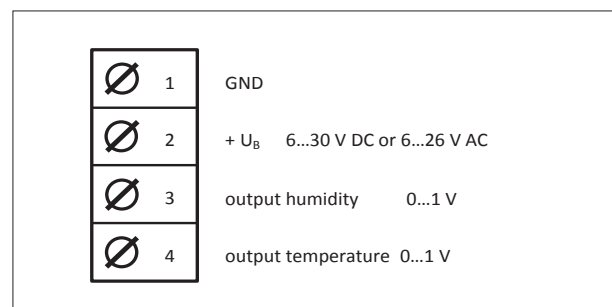 1 GND
2 + UB 6...30 V DC or 6...26 V AC
3 output humidity 0...1 V
4 output temperature 0...1 V